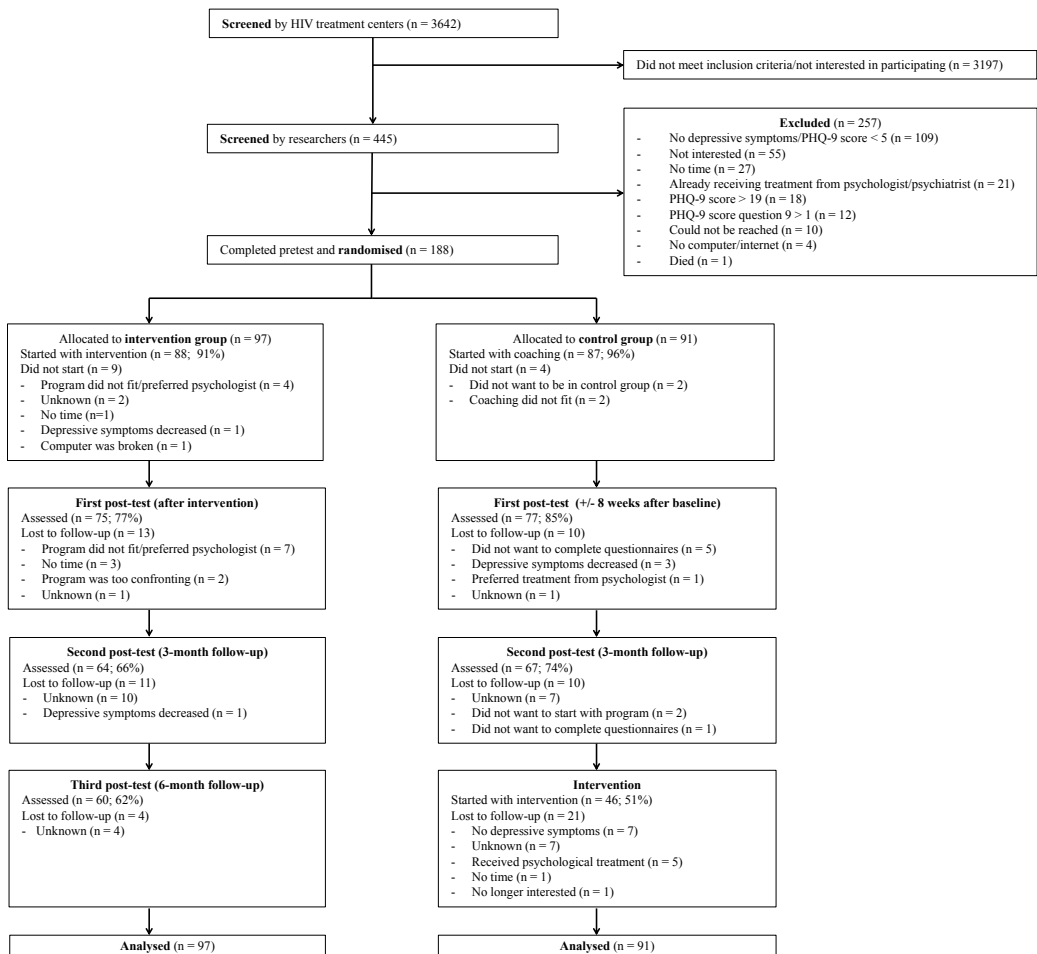 Screened by HIV treatment centers (n = 3642)
Did not meet inclusion criteria/not interested in participating (n = 3197)
Screened by researchers (n = 445)
Excluded (n = 257)
- No depressive symptoms/PHQ-9 score < 5 (n = 109)
- Not interested (n = 55)
- No time (n = 27)
- Already receiving treatment from psychologist/psychiatrist (n = 21)
- PHQ-9 score > 19 (n = 18)
- PHQ-9 score question 9 > 1 (n = 12)
- Could not be reached (n = 10)
- No computer/internet (n = 4)
- Died (n = 1)
Completed pretest and randomised (n = 188)
Allocated to intervention group (n = 97)
Started with intervention (n = 88; 91%)
Did not start (n = 9)
- Program did not fit/preferred psychologist (n = 4)
- Unknown (n = 2)
- No time (n=1)
- Depressive symptoms decreased (n = 1)
- Computer was broken (n = 1)
Allocated to control group (n = 91)
Started with coaching (n = 87; 96%)
Did not start (n = 4)
- Did not want to be in control group (n = 2)
- Coaching did not fit (n = 2)
First post-test (after intervention)
Assessed (n = 75; 77%)
Lost to follow-up (n = 13)
- Program did not fit/preferred psychologist (n = 7)
- No time (n = 3)
- Program was too confronting (n = 2)
- Unknown (n = 1)
First post-test (+/- 8 weeks after baseline)
Assessed (n = 77; 85%)
Lost to follow-up (n = 10)
- Did not want to complete questionnaires (n = 5)
- Depressive symptoms decreased (n = 3)
- Preferred treatment from psychologist (n = 1)
- Unknown (n = 1)
Second post-test (3-month follow-up)
Assessed (n = 64; 66%)
Lost to follow-up (n = 11)
- Unknown (n = 10)
- Depressive symptoms decreased (n = 1)
Second post-test (3-month follow-up)
Assessed (n = 67; 74%)
Lost to follow-up (n = 10)
- Unknown (n = 7)
- Did not want to start with program (n = 2)
- Did not want to complete questionnaires (n = 1)
Third post-test (6-month follow-up)
Assessed (n = 60; 62%)
Lost to follow-up (n = 4)
- Unknown (n = 4)
Intervention
Started with intervention (n = 46; 51%)
Lost to follow-up (n = 21)
- No depressive symptoms (n = 7)
- Unknown (n = 7)
- Received psychological treatment (n = 5)
- No time (n = 1)
- No longer interested (n = 1)
Analysed (n = 97)
Analysed (n = 91)